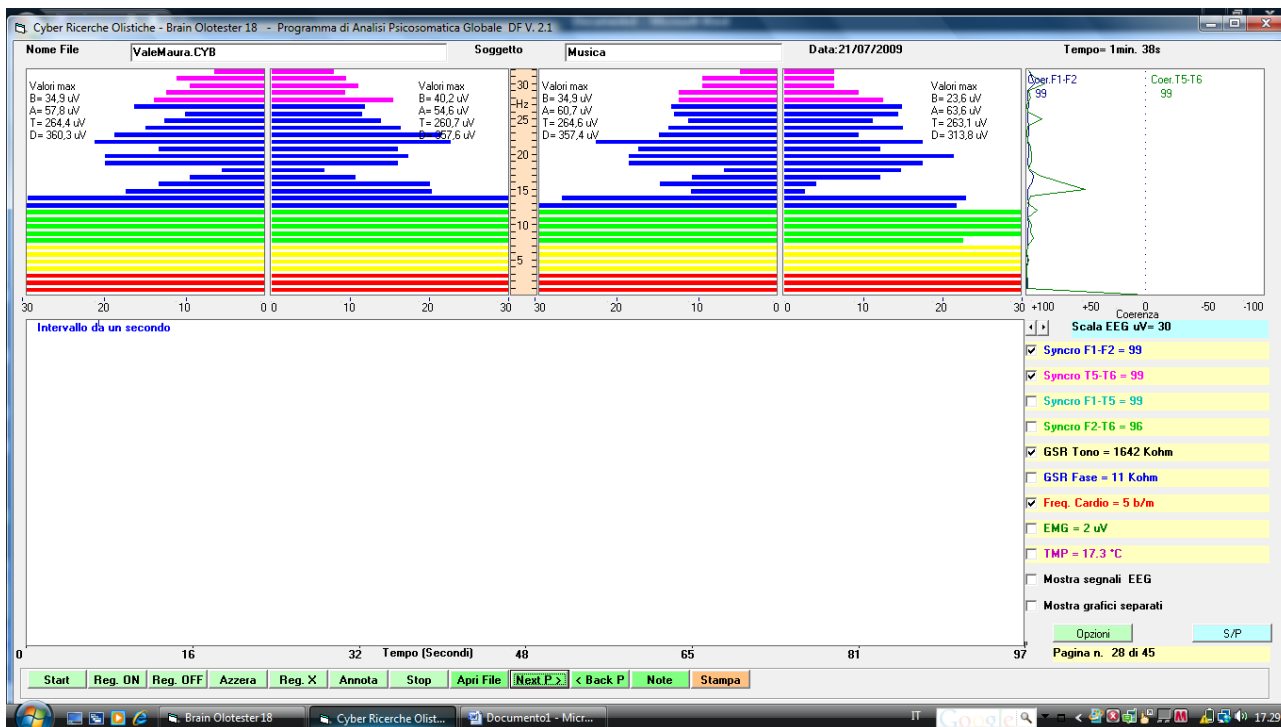 Cyber Ricerche Olistiche - Brain Olotester 18 - Programma di Analisi Psicosomatica Globale DF V. 2.1
Nome File ValeMaura.CYB Soggetto Musica Data:21/07/2009 Tempo= 1min. 38s
Valori max
B= 34,9 uV
A= 57,8 uV
T= 264,4 uV
D= 360,3 uV
Valori max
B= 40,2 uV
A= 54,6 uV
T= 260,7 uV
D= 357,6 uV
30
Hz
25
20
15
10
5
Valori max
B= 34,9 uV
A= 60,7 uV
T= 264,6 uV
D= 357,4 uV
Valori max
B= 23,6 uV
A= 63,6 uV
T= 263,1 uV
D= 313,8 uV
Coer.F1-F2 Coer.T5-T6
99 99
30 20 10 0 0 10 20 30 30 20 10 0 0 10 20 30 +100 +50 0 -50 -100
Coerenza
Intervallo da un secondo
Scala EEG uV= 30
Syncro F1-F2 = 99
Syncro T5-T6 = 99
Syncro F1-T5 = 99
Syncro F2-T6 = 96
GSR Tono = 1642 Kohm
GSR Fase = 11 Kohm
Freq. Cardio = 5 b/m
EMG = 2 uV
TMP = 17.3 °C
Mostra segnali EEG
Mostra grafici separati
Opzioni S/P
0 16 32 Tempo (Secondi) 48 65 81 97
Pagina n. 28 di 45
Start Reg. ON Reg. OFF Azzera Reg. X Annota Stop Apri File Next P > < Back P Note Stampa
Brain Olotester 18 Cyber Ricerche Olist... Documento1 - Micr... IT Google 17.29